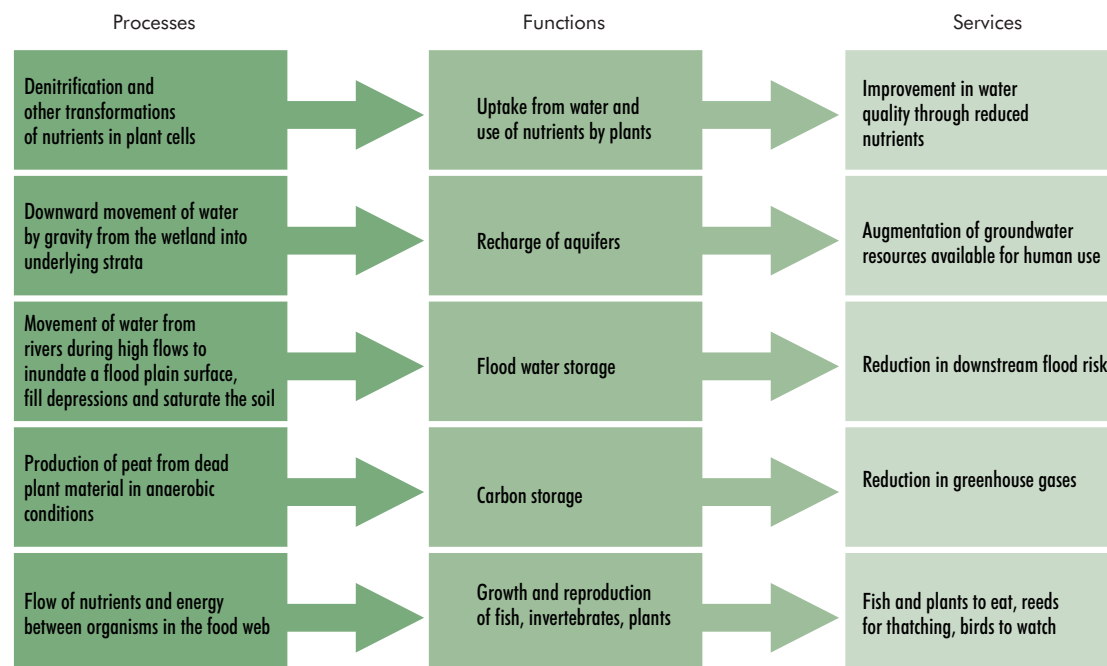 Processes
Functions
Services
Denitrification and
other transformations
of nutrients in plant cells
Uptake from water and
use of nutrients by plants
Improvement in water
quality through reduced
nutrients
Downward movement of water
by gravity from the wetland into
underlying strata
Recharge of aquifers
Augmentation of groundwater
resources available for human use
Movement of water from
rivers during high flows to
inundate a flood plain surface,
fill depressions and saturate the soil
Flood water storage
Reduction in downstream flood risk
Production of peat from dead
plant material in anaerobic
conditions
Carbon storage
Reduction in greenhouse gases
Flow of nutrients and energy
between organisms in the food web
Growth and reproduction
of fish, invertebrates, plants
Fish and plants to eat, reeds
for thatching, birds to watch